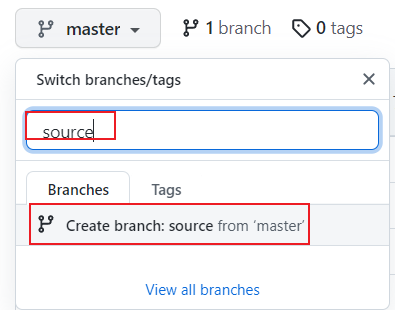 master 1 branch 0 tags
Switch branches/tags
source
Branches Tags
Create branch: source from ‘master’
View all branches